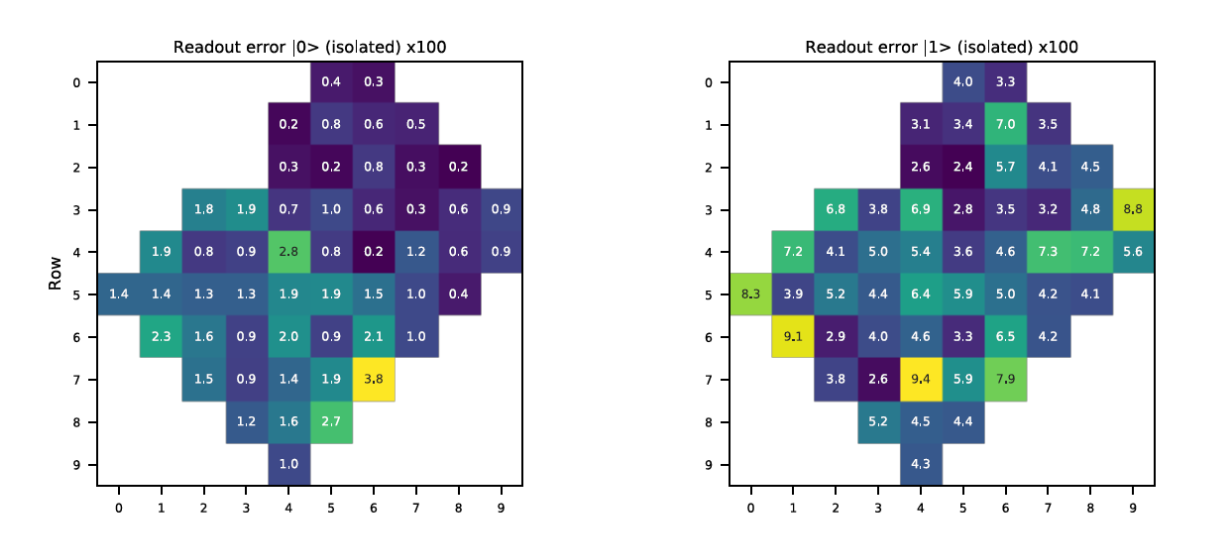 Readout error |0> (isolated) x100
0 0.4 0.3
1 0.2 0.8 0.6 0.5
2 0.3 0.2 0.8 0.3 0.2
3 1.8 1.9 0.7 1.0 0.6 0.3 0.6 0.9
4 1.9 0.8 0.9 2.8 0.8 0.2 1.2 0.6 0.9
Row
5 1.4 1.4 1.3 1.3 1.9 1.9 1.5 1.0 0.4
6 2.3 1.6 0.9 2.0 0.9 2.1 1.0
7 1.5 0.9 1.4 1.9 3.8
8 1.2 1.6 2.7
9 1.0
0 1 2 3 4 5 6 7 8 9
Readout error |1> (isolated) x100
0 4.0 3.3
1 3.1 3.4 7.0 3.5
2 2.6 2.4 5.7 4.1 4.5
3 6.8 3.8 6.9 2.8 3.5 3.2 4.8 8.8
4 7.2 4.1 5.0 5.4 3.6 4.6 7.3 7.2 5.6
5 8.3 3.9 5.2 4.4 6.4 5.9 5.0 4.2 4.1
6 9.1 2.9 4.0 4.6 3.3 6.5 4.2
7 3.8 2.6 9.4 5.9 7.9
8 5.2 4.5 4.4
9 4.3
0 1 2 3 4 5 6 7 8 9